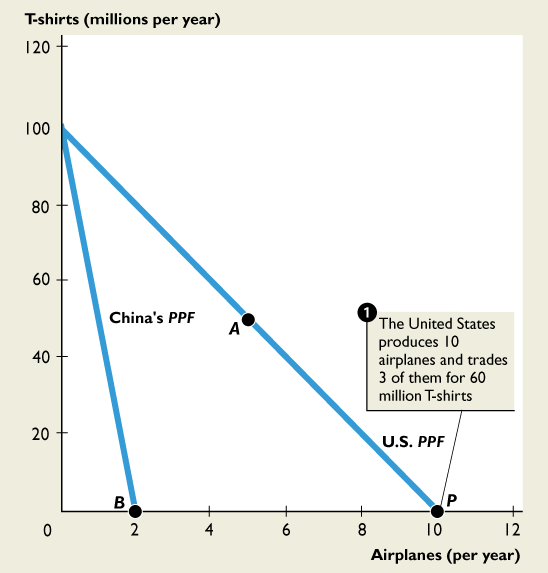 T-shirts (millions per year)
120
100
80
60
40
20
0
2
4
6
8
10
12
Airplanes (per year)
China's PPF
A
B
1
The United States
produces 10
airplanes and trades
3 of them for 60
million T-shirts
U.S. PPF
P